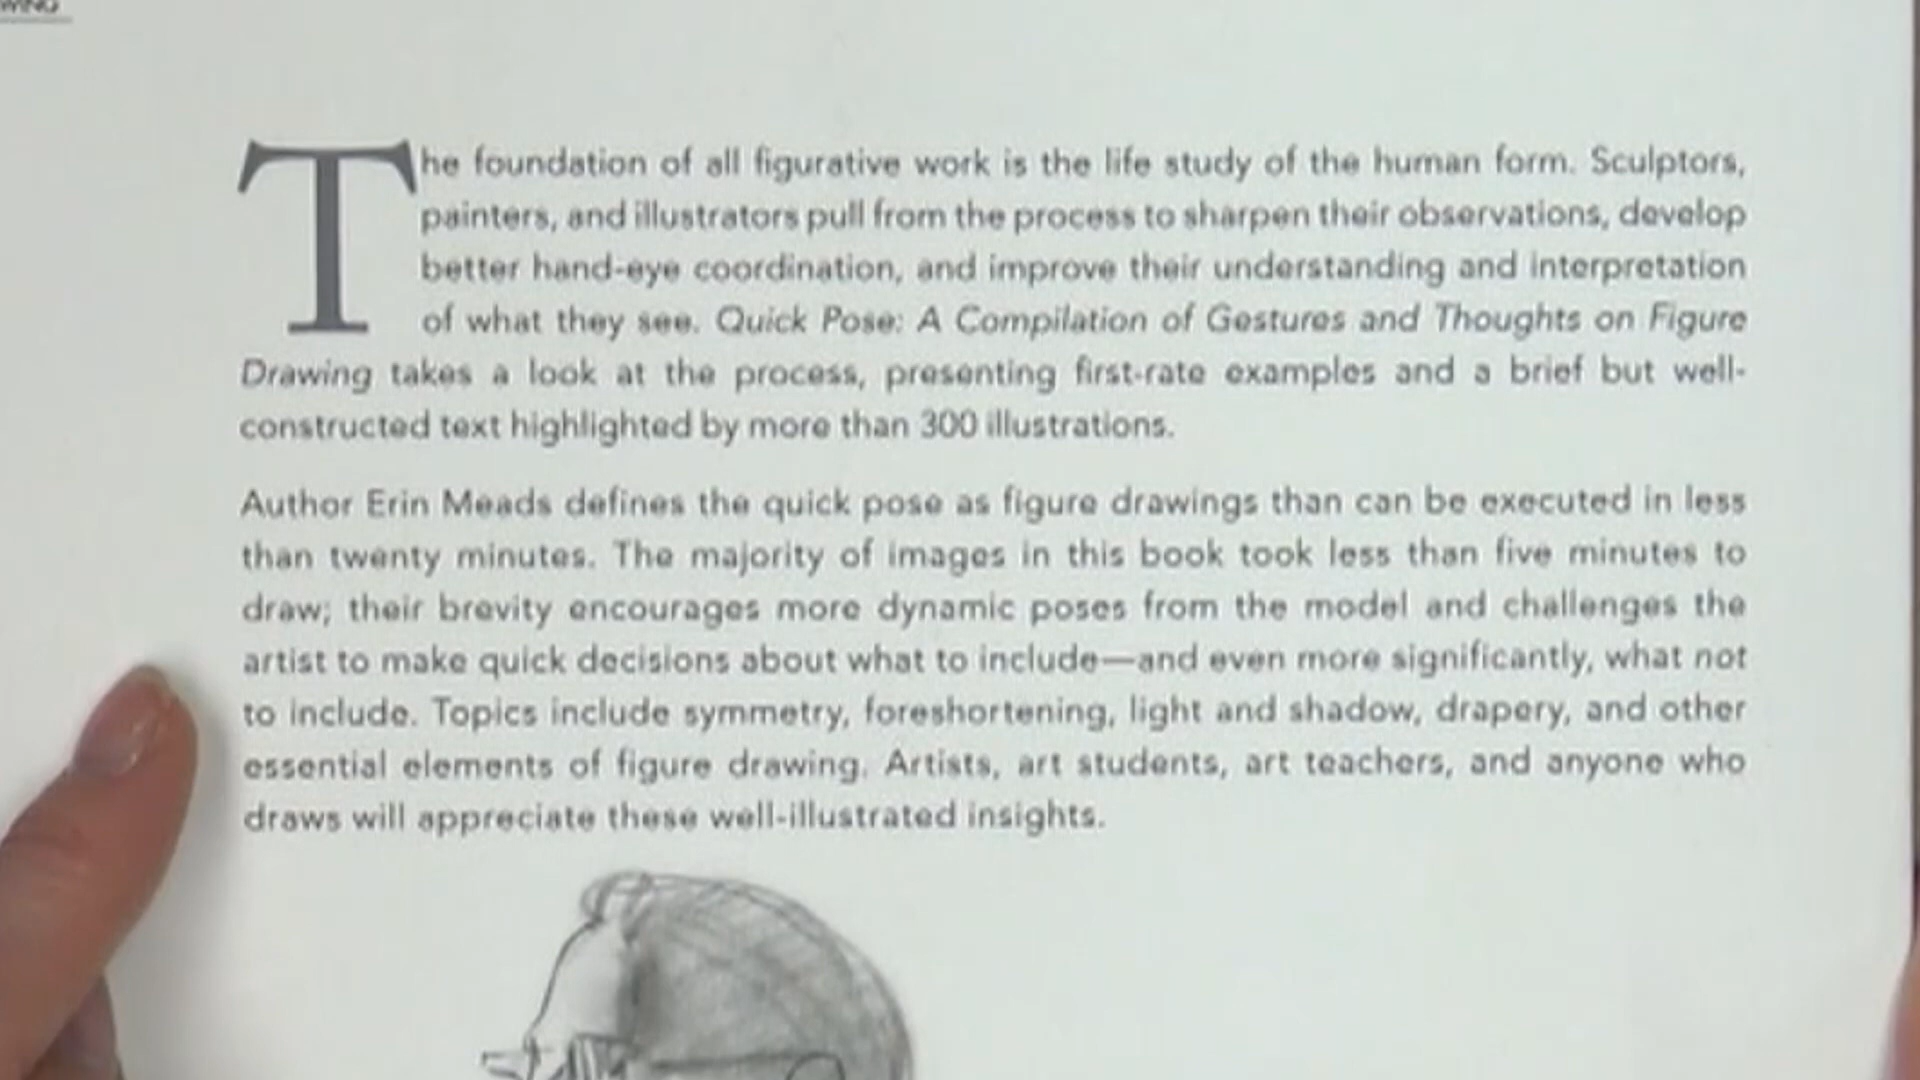 The foundation of all figurative work is the life study of the human form. Sculptors,
painters, and illustrators pull from the process to sharpen their observations, develop
better hand-eye coordination, and improve their understanding and interpretation
of what they see. Quick Pose: A Compilation of Gestures and Thoughts on Figure
Drawing takes a look at the process, presenting first-rate examples and a brief but well-
constructed text highlighted by more than 300 illustrations.
Author Erin Meads defines the quick pose as figure drawings than can be executed in less
than twenty minutes. The majority of images in this book took less than five minutes to
draw; their brevity encourages more dynamic poses from the model and challenges the
artist to make quick decisions about what to include—and even more significantly, what not
to include. Topics include symmetry, foreshortening, light and shadow, drapery, and other
essential elements of figure drawing. Artists, art students, art teachers, and anyone who
draws will appreciate these well-illustrated insights.